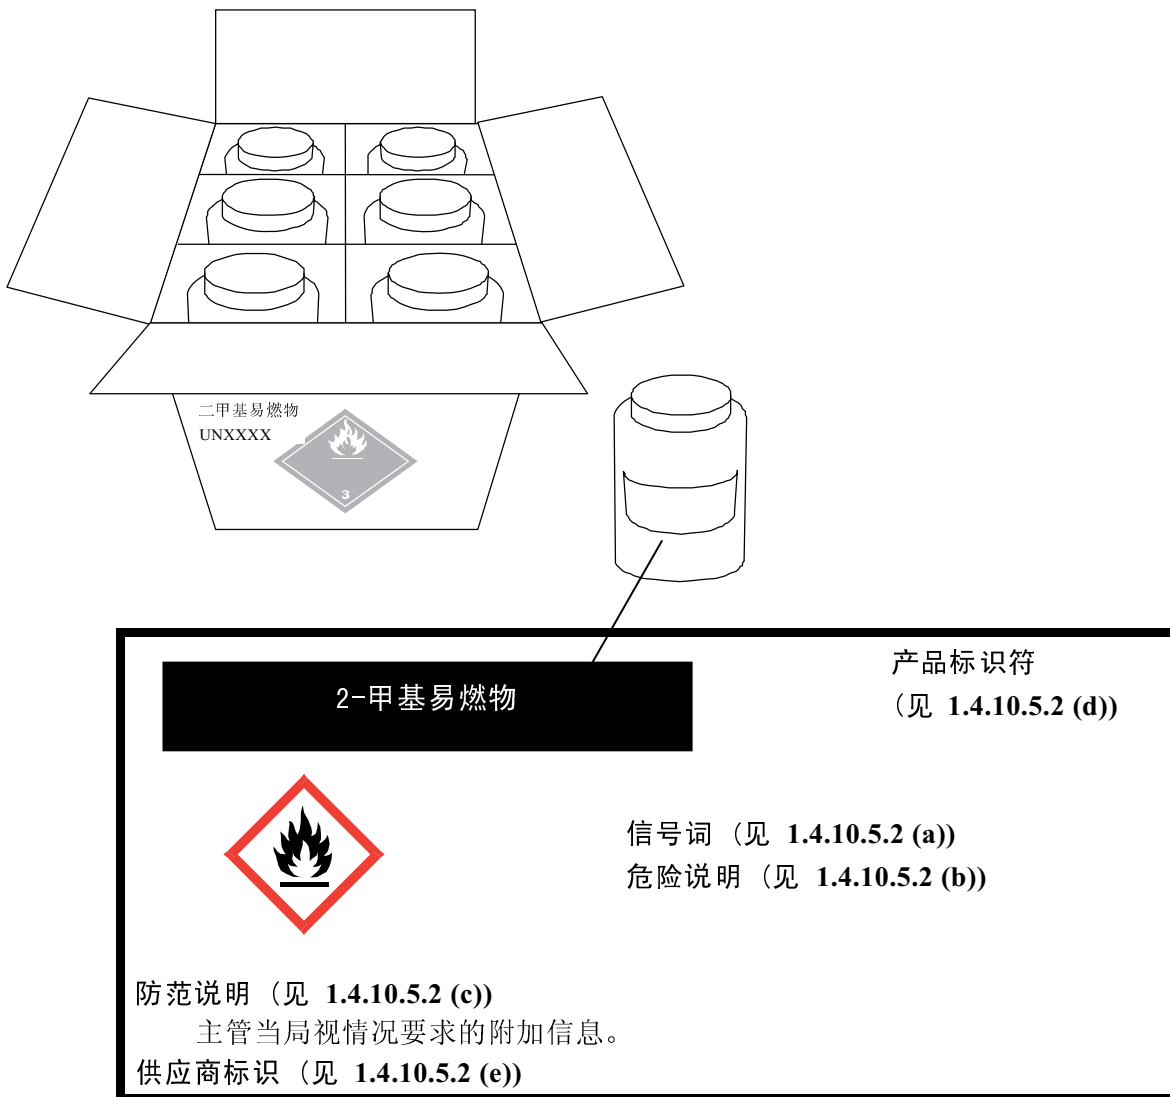 二甲基易燃物
UNXXXX
3
2-甲基易燃物
产品标识符
(见 1.4.10.5.2 (d))
信号词 (见 1.4.10.5.2 (a))
危险说明 (见 1.4.10.5.2 (b))
防范说明 (见 1.4.10.5.2 (c))
主管当局视情况要求的附加信息。
供应商标识 (见 1.4.10.5.2 (e))